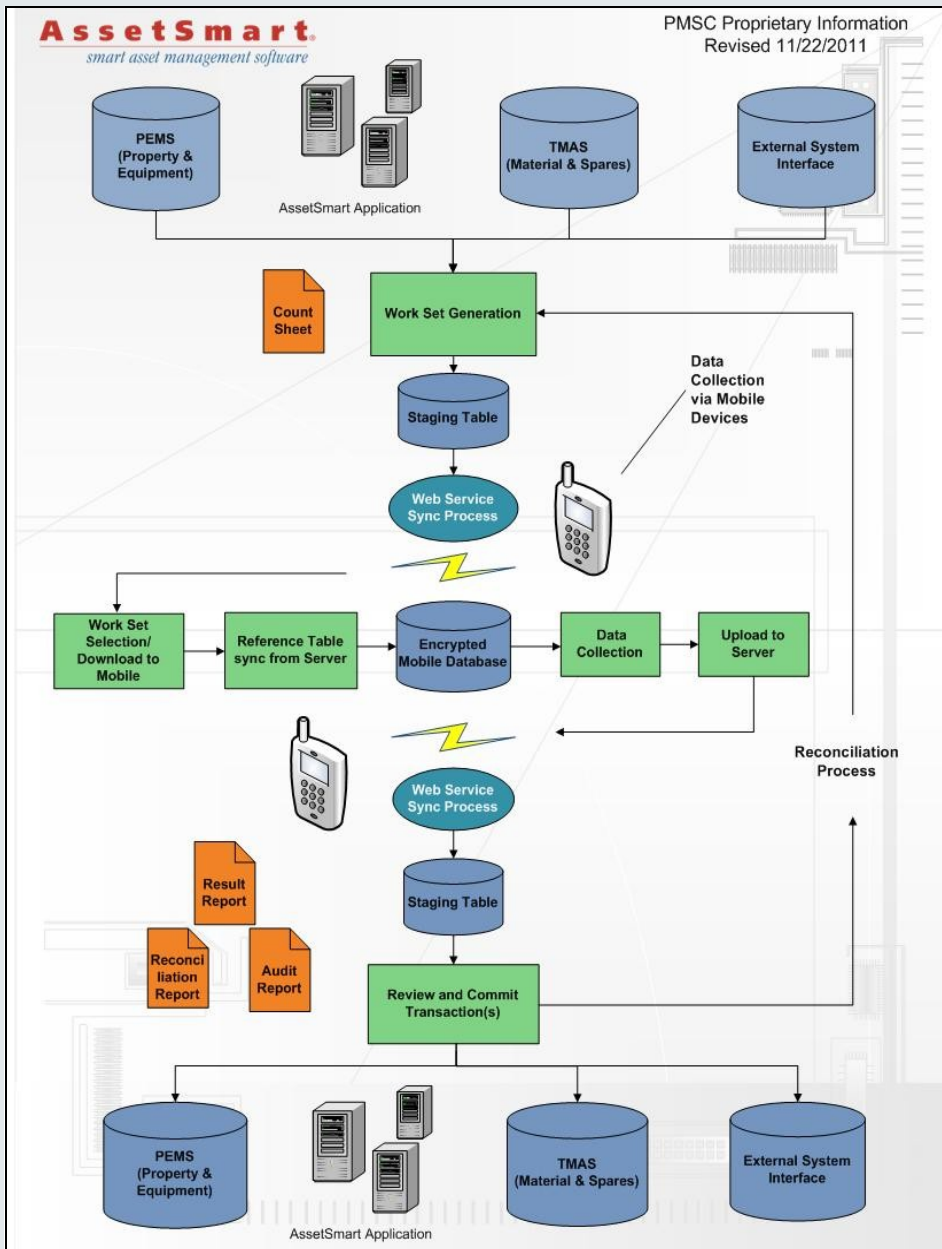 AssetSmart®
smart asset management software
PMSC Proprietary Information
Revised 11/22/2011
PEMS
(Property &
Equipment)
AssetSmart Application
TMAS
(Material & Spares)
External System
Interface
Count
Sheet
Work Set Generation
Data
Collection
via Mobile
Devices
Staging Table
Web Service
Sync Process
Work Set
Selection/
Download to
Mobile
Reference Table
sync from Server
Encrypted
Mobile Database
Data
Collection
Upload to
Server
Reconciliation
Process
Web Service
Sync Process
Staging Table
Result
Report
Reconci
liation
Report
Audit
Report
Review and Commit
Transaction(s)
PEMS
(Property &
Equipment)
AssetSmart Application
TMAS
(Material & Spares)
External System
Interface